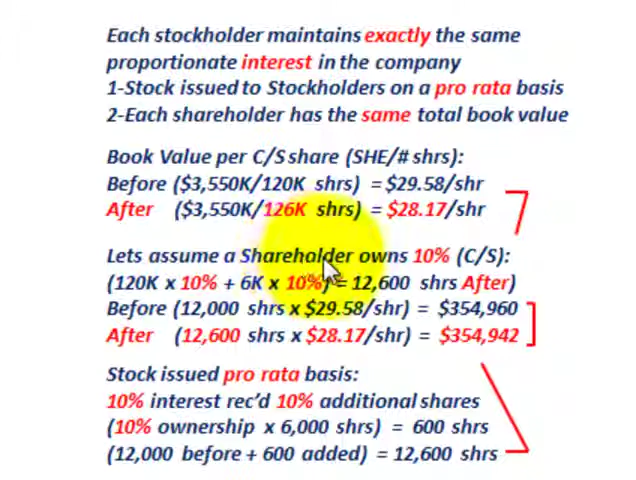 Each stockholder maintains exactly the same
proportionate interest in the company
1-Stock issued to Stockholders on a pro rata basis
2-Each shareholder has the same total book value
Book Value per C/S share (SHE/# shrs):
Before ($3,550K/120K shrs) = $29.58/shr
After ($3,550K/126K shrs) = $28.17/shr
Lets assume a Shareholder owns 10% (C/S):
(120K x 10% + 6K x 10%) = 12,600 shrs After)
Before (12,000 shrs x $29.58/shr) = $354,960
After (12,600 shrs x $28.17/shr) = $354,942
Stock issued pro rata basis:
10% interest rec'd 10% additional shares
(10% ownership x 6,000 shrs) = 600 shrs
(12,000 before + 600 added) = 12,600 shrs